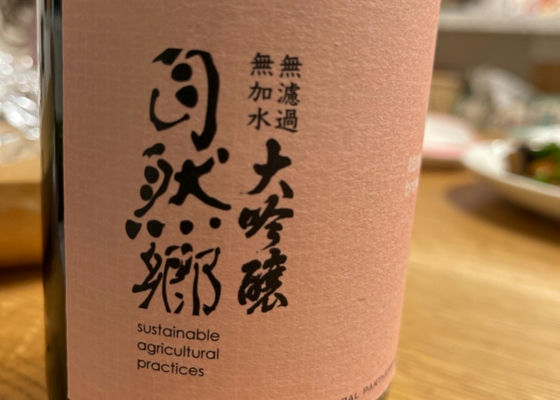 無濾過
無加水
大吟醸
自然郷
sustainable
agricultural
practices